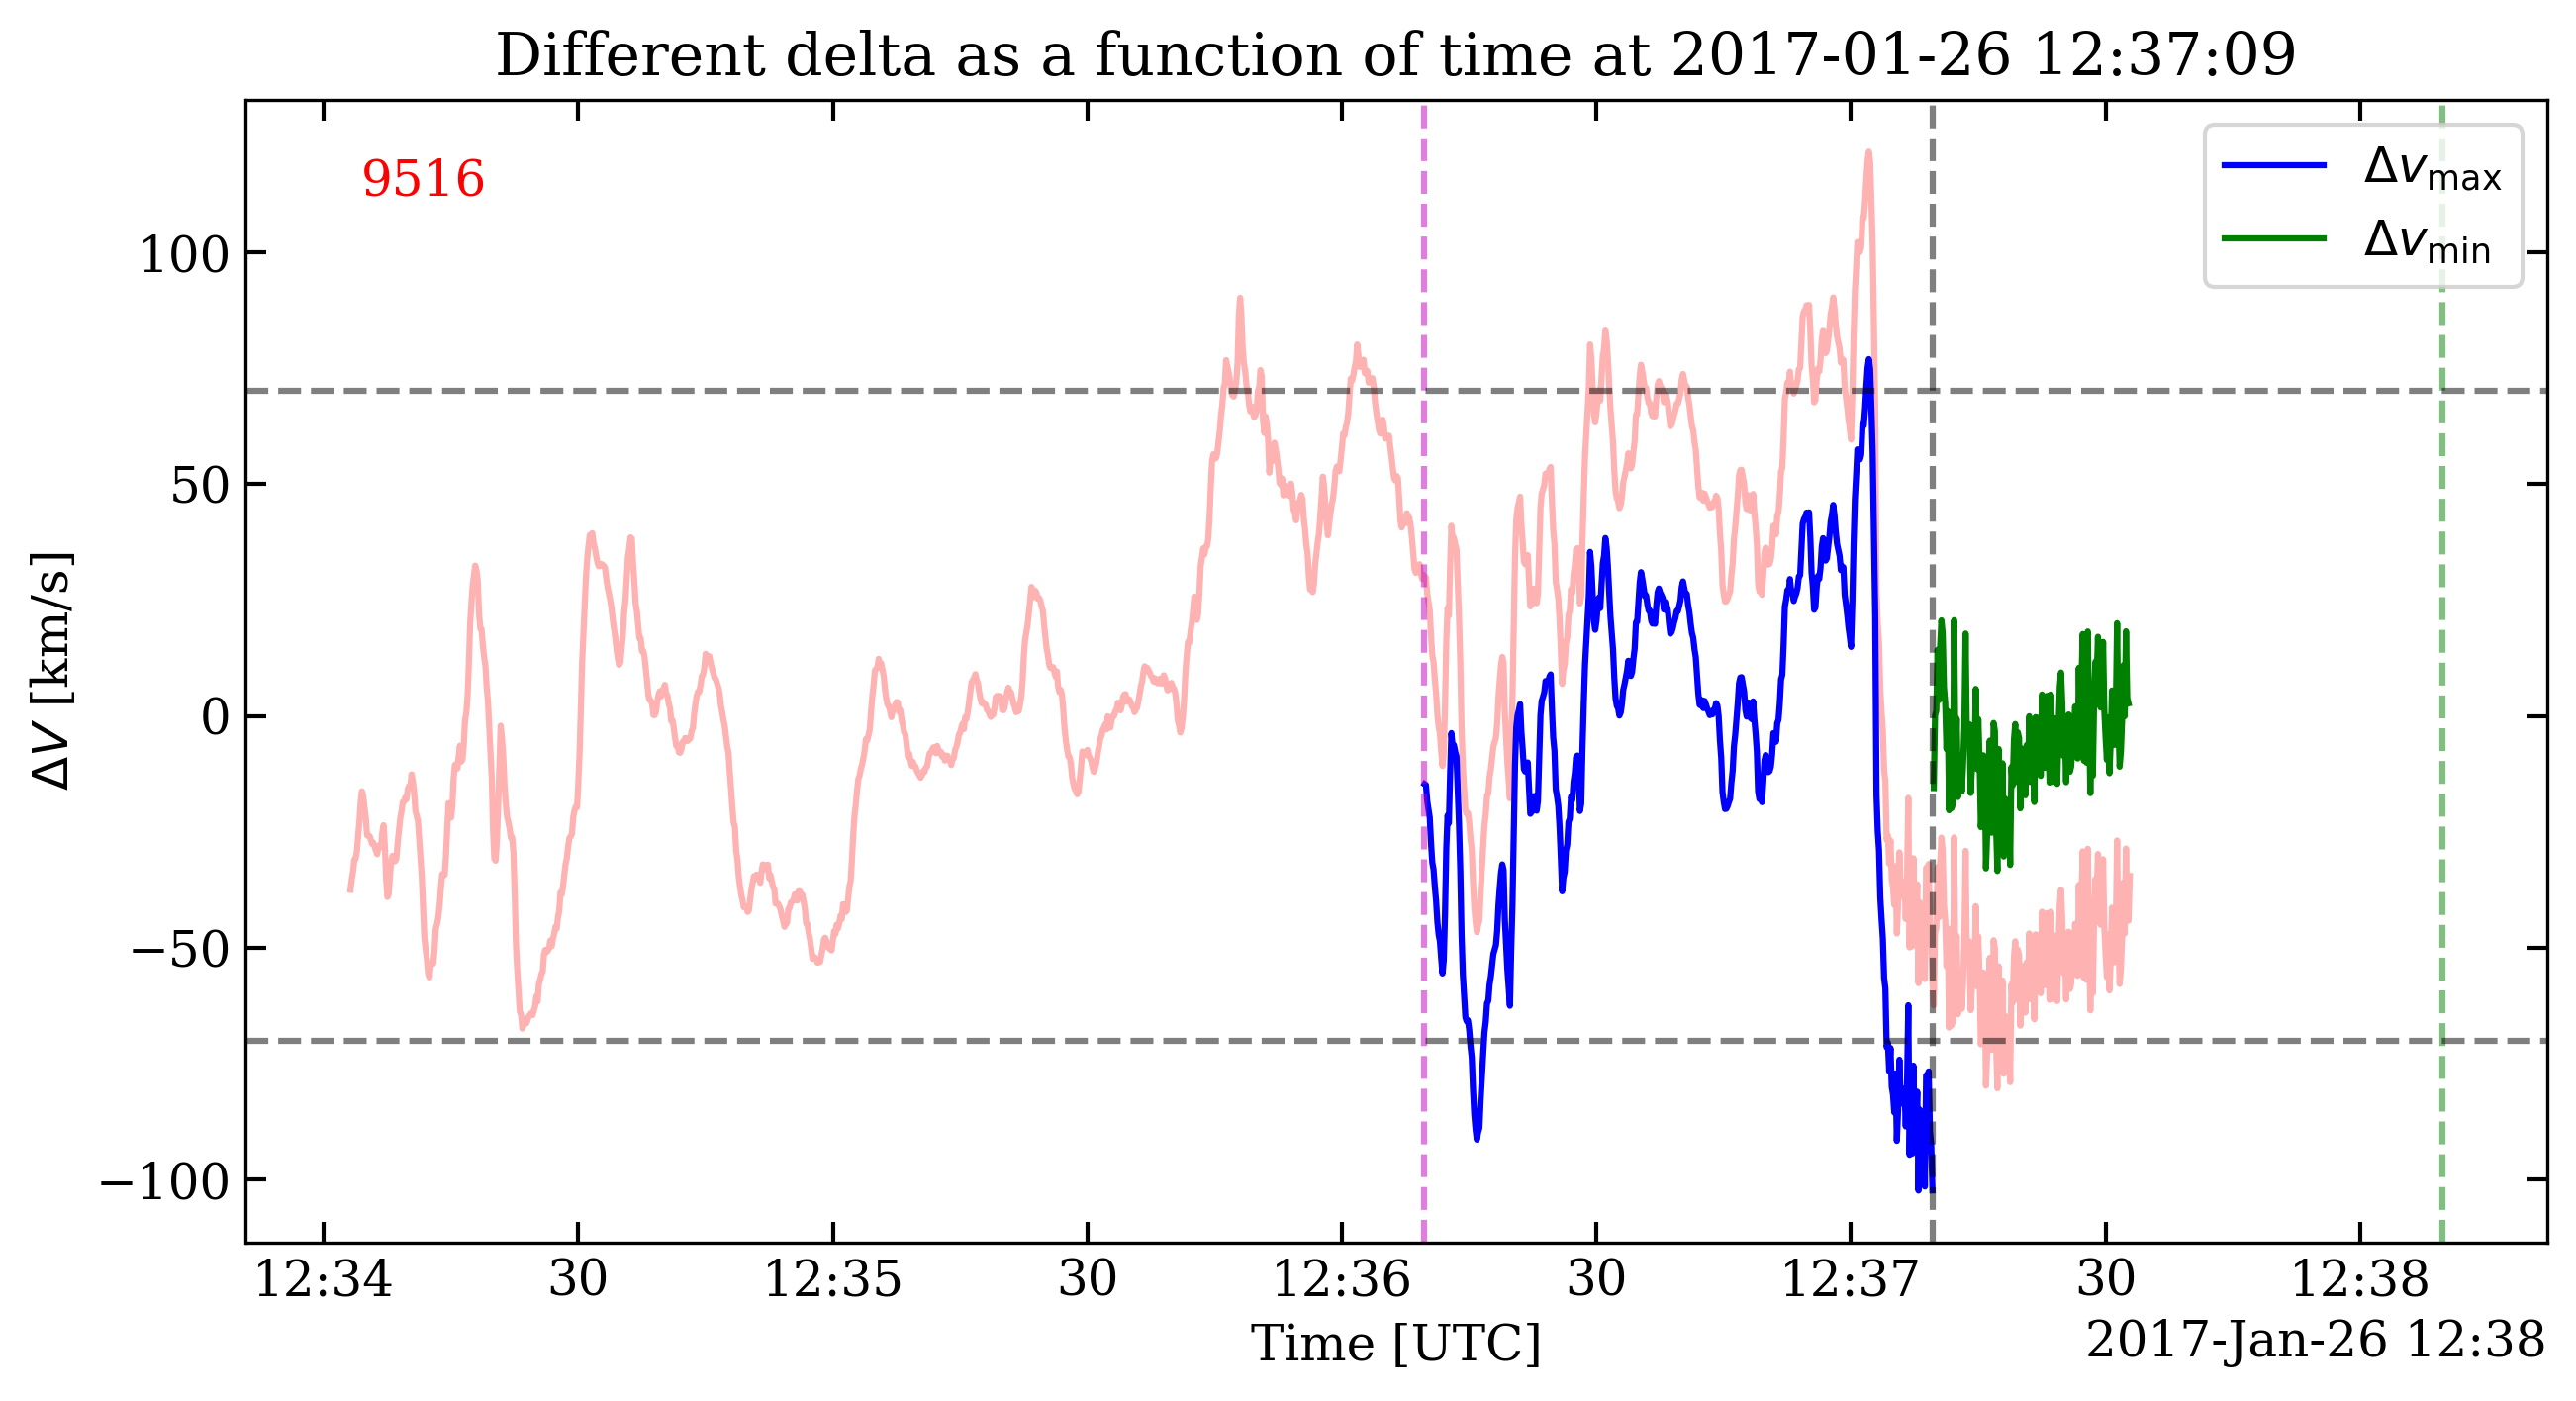 Different delta as a function of time at 2017-01-26 12:37:09
9516
Δv_max
Δv_min
100
50
0
−50
−100
ΔV [km/s]
12:34 30 12:35 30 12:36 30 12:37 30 12:38
Time [UTC]
2017-Jan-26 12:38